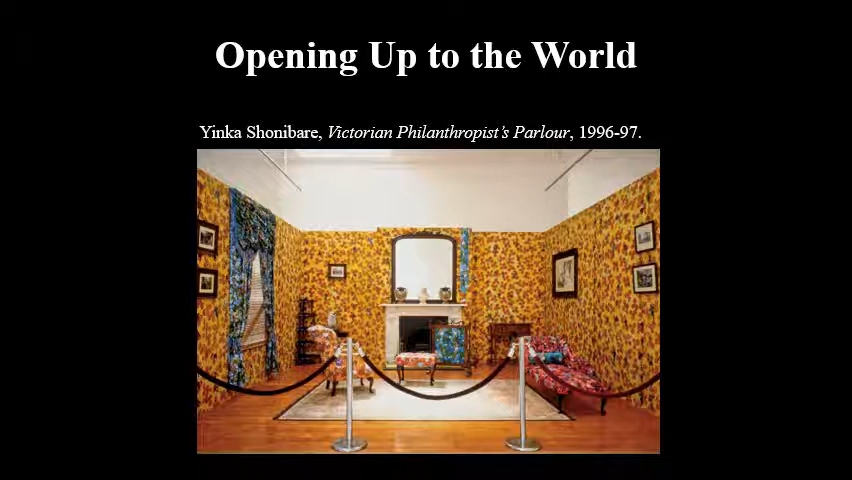 Opening Up to the World
Yinka Shonibare, Victorian Philanthropist’s Parlour, 1996-97.